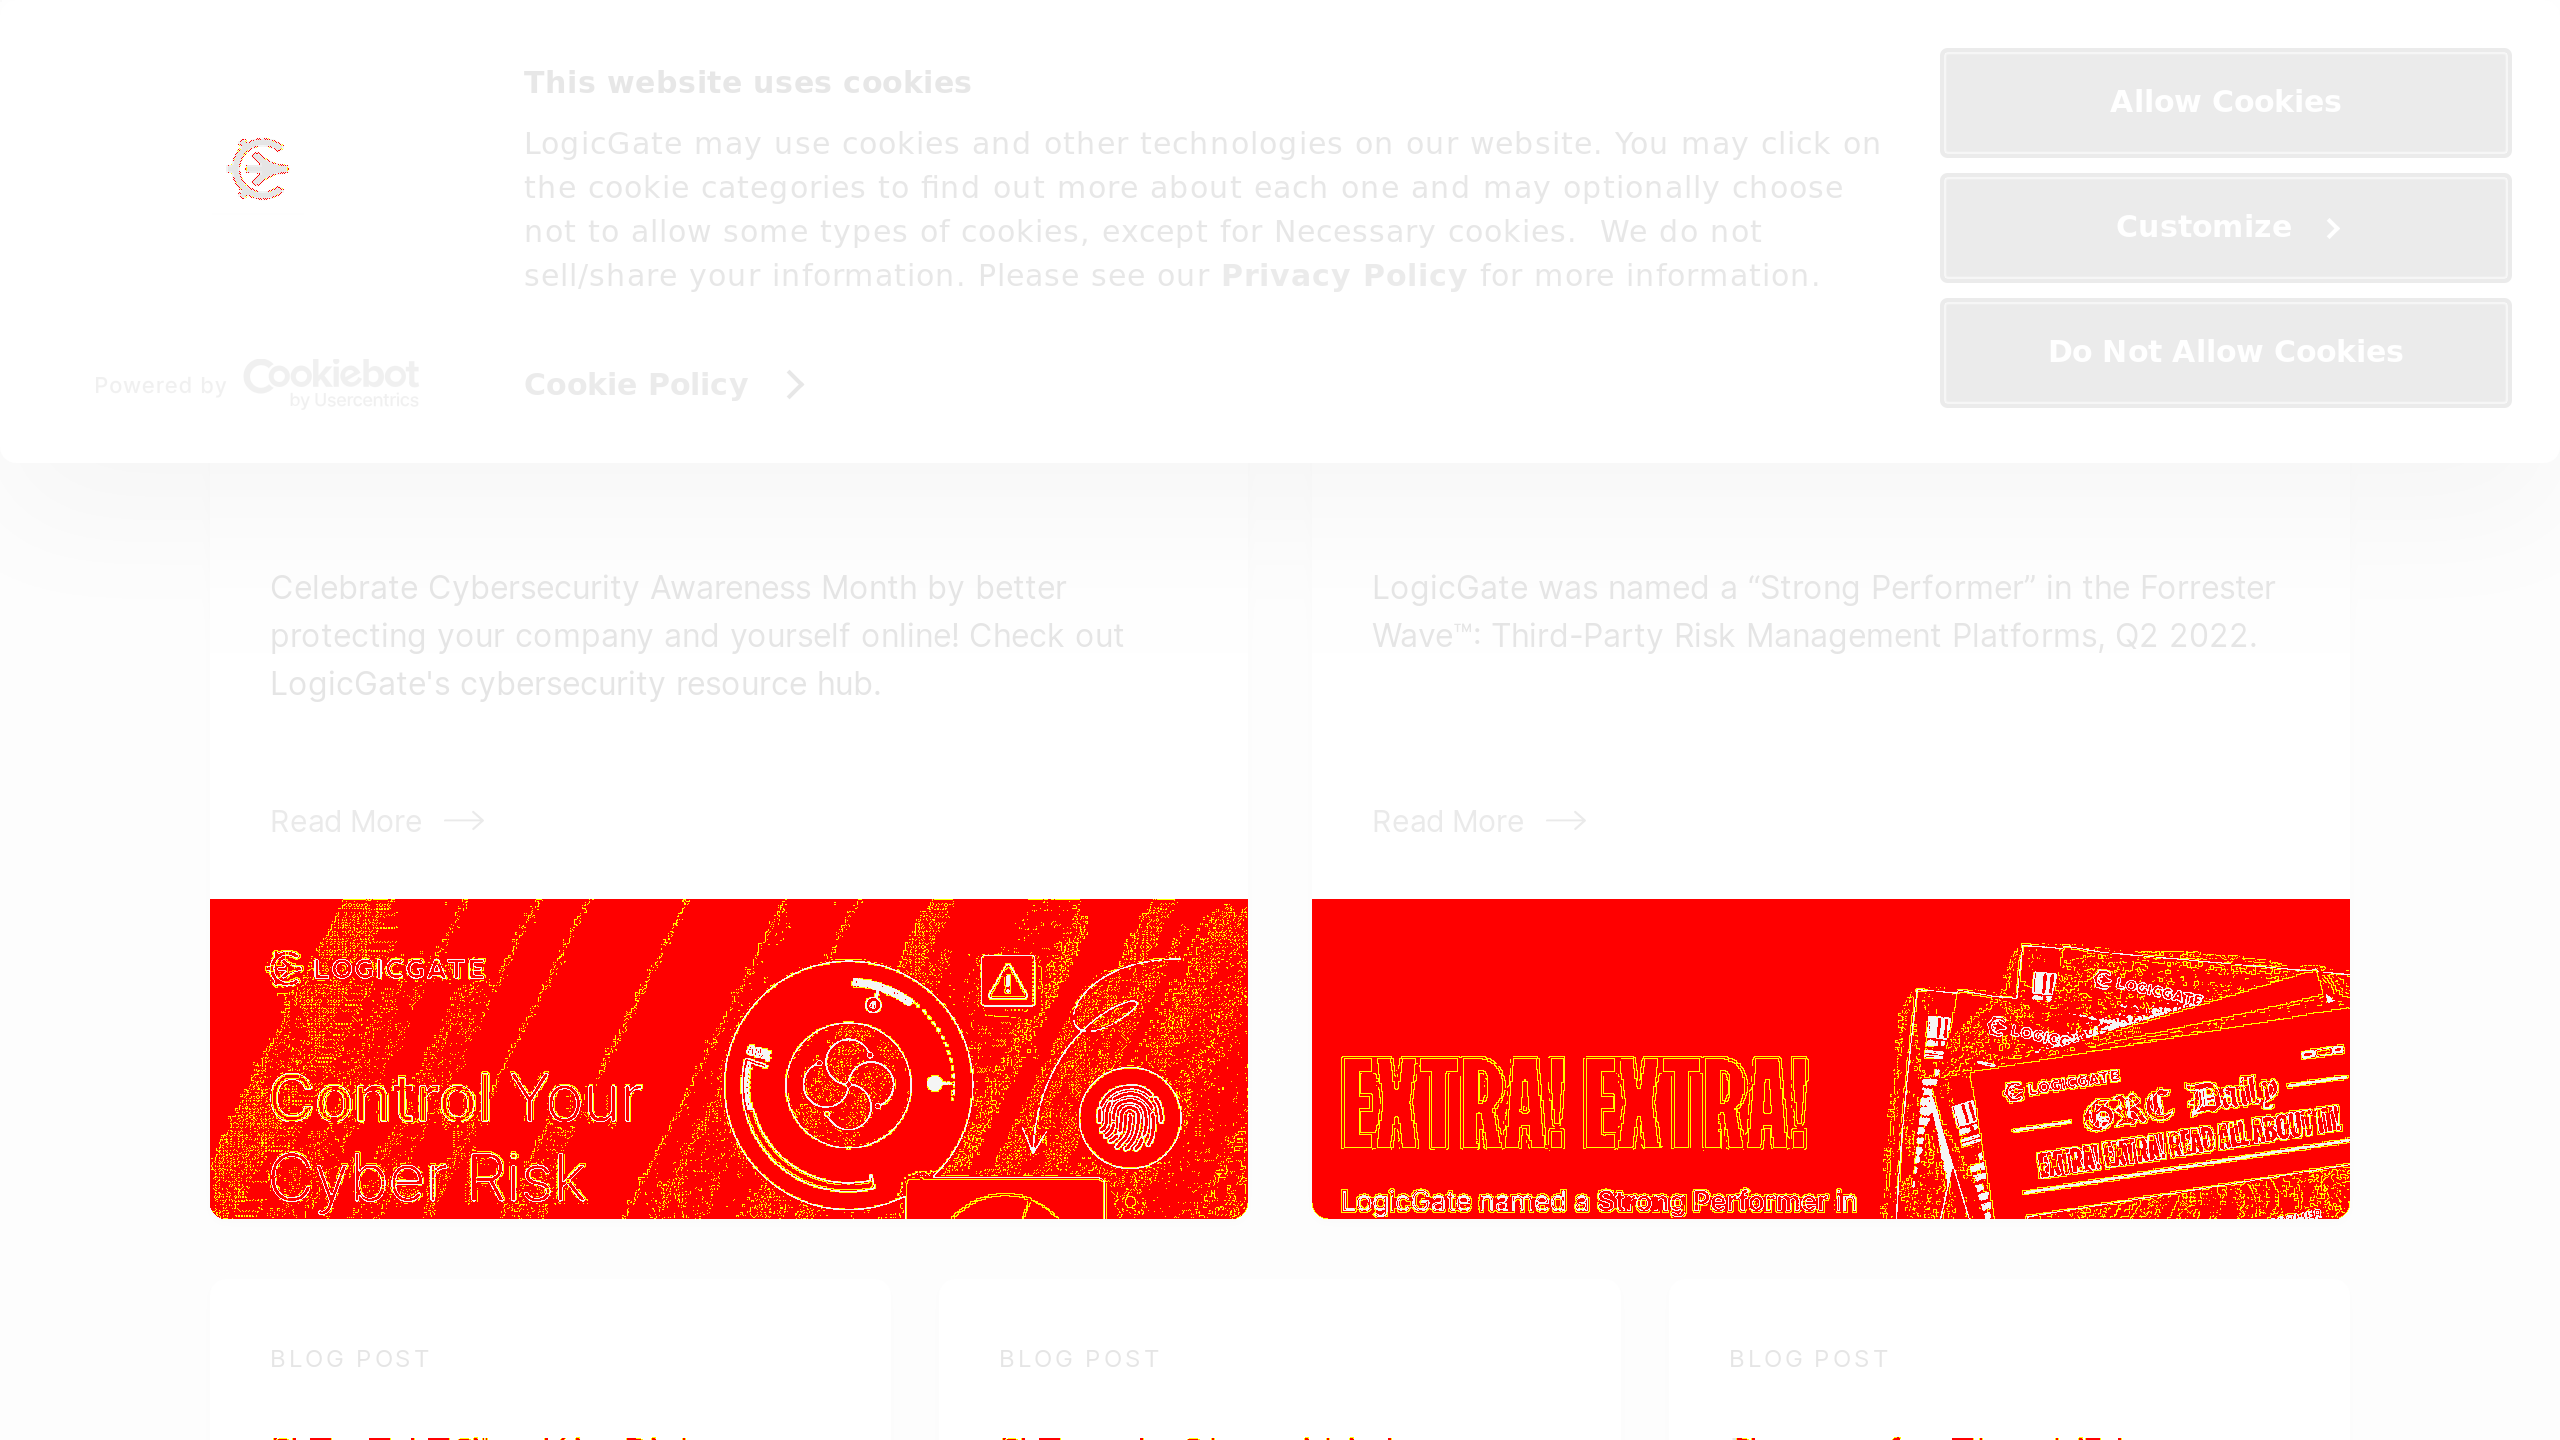 This website uses cookies
LogicGate may use cookies and other technologies on our website. You may click on
the cookie categories to find out more about each one and may optionally choose
not to allow some types of cookies, except for Necessary cookies.  We do not
sell/share your information. Please see our Privacy Policy for more information.
Allow Cookies
Customize
Do Not Allow Cookies
Powered by Cookiebot
by Usercentrics
Cookie Policy
Celebrate Cybersecurity Awareness Month by better
protecting your company and yourself online! Check out
LogicGate's cybersecurity resource hub.
Read More
LogicGate was named a “Strong Performer” in the Forrester
Wave™: Third-Party Risk Management Platforms, Q2 2022.
Read More
LOGICGATE
Control Your
Cyber Risk
EXTRA! EXTRA!
LogicGate named a Strong Performer in
LOGICGATE
LOGICGATE
LOGICGATE
GRC Daily
EXTRA! EXTRA! READ ALL ABOUT IT!
BLOG POST
BLOG POST
BLOG POST